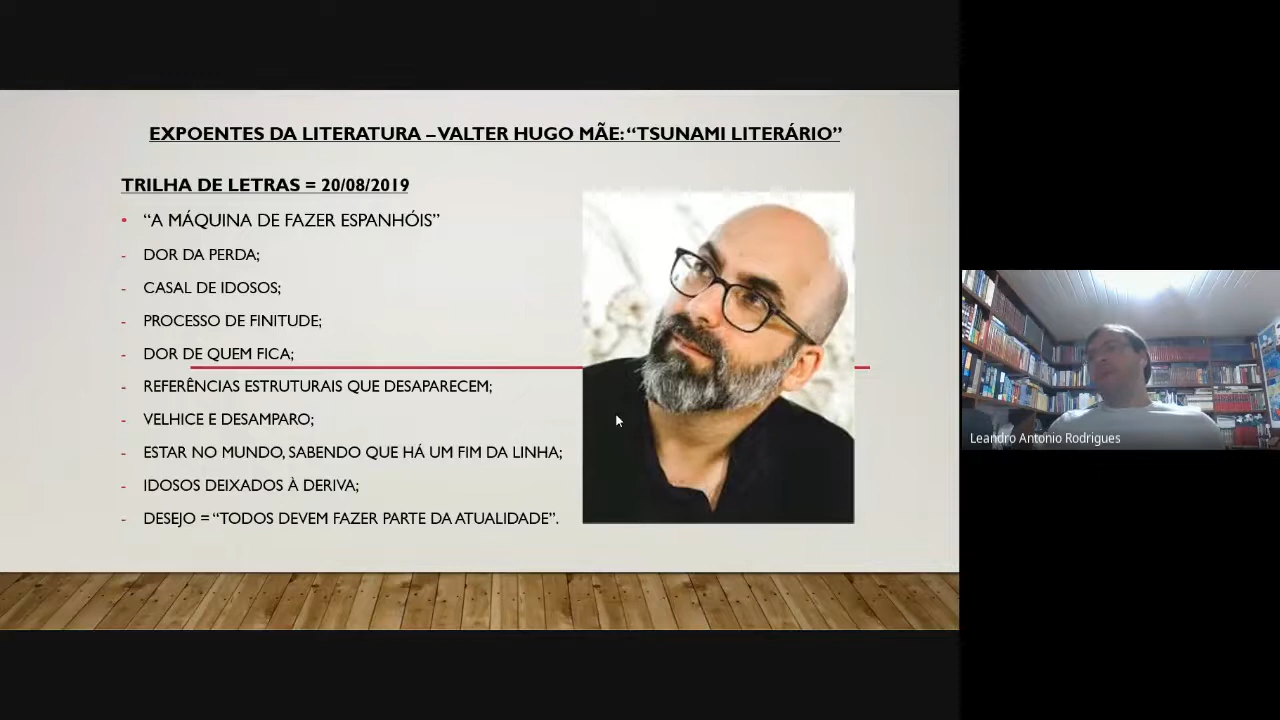 EXPOENTES DA LITERATURA – VALTER HUGO MÃE: “TSUNAMI LITERÁRIO”
TRILHA DE LETRAS = 20/08/2019
• “A MÁQUINA DE FAZER ESPANHÓIS”
- DOR DA PERDA;
- CASAL DE IDOSOS;
- PROCESSO DE FINITUDE;
- DOR DE QUEM FICA;
- REFERÊNCIAS ESTRUTURAIS QUE DESAPARECEM;
- VELHICE E DESAMPARO;
- ESTAR NO MUNDO, SABENDO QUE HÁ UM FIM DA LINHA;
- IDOSOS DEIXADOS À DERIVA;
- DESEJO = “TODOS DEVEM FAZER PARTE DA ATUALIDADE”.
Leandro Antonio Rodrigues